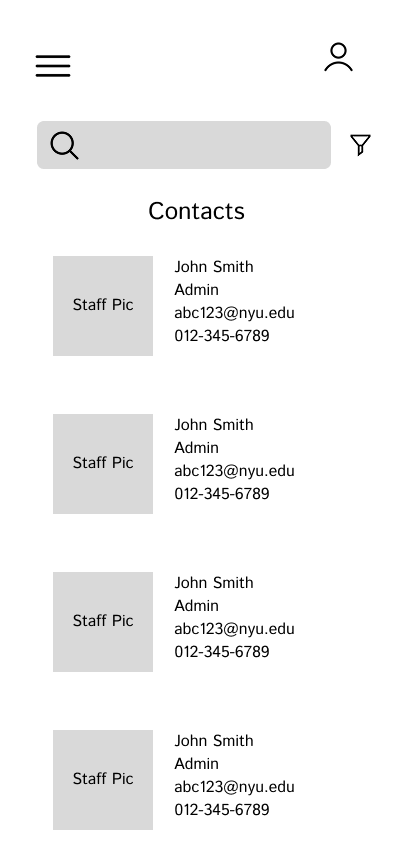 Contacts
Staff Pic
John Smith
Admin
abc123@nyu.edu
012-345-6789
Staff Pic
John Smith
Admin
abc123@nyu.edu
012-345-6789
Staff Pic
John Smith
Admin
abc123@nyu.edu
012-345-6789
Staff Pic
John Smith
Admin
abc123@nyu.edu
012-345-6789